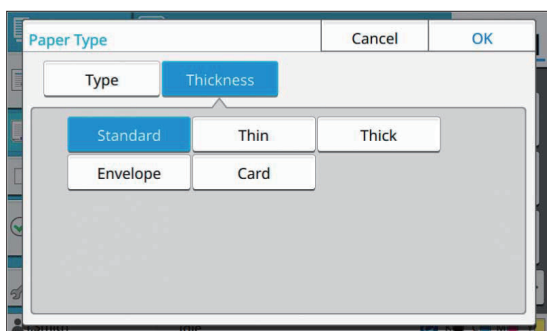 Paper Type
Cancel
OK
Type
Thickness
Standard
Thin
Thick
Envelope
Card